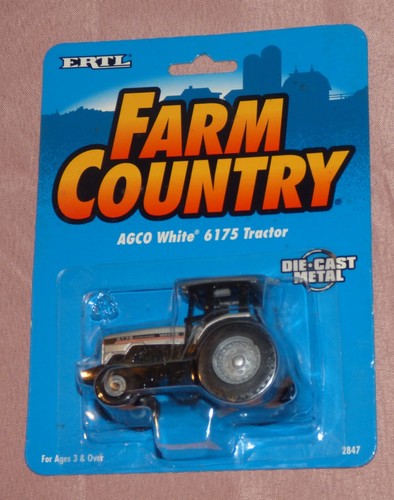 ERTL
FARM
COUNTRY®
AGCO White® 6175 Tractor
DIE-CAST
METAL
For Ages 3 & Over
2847